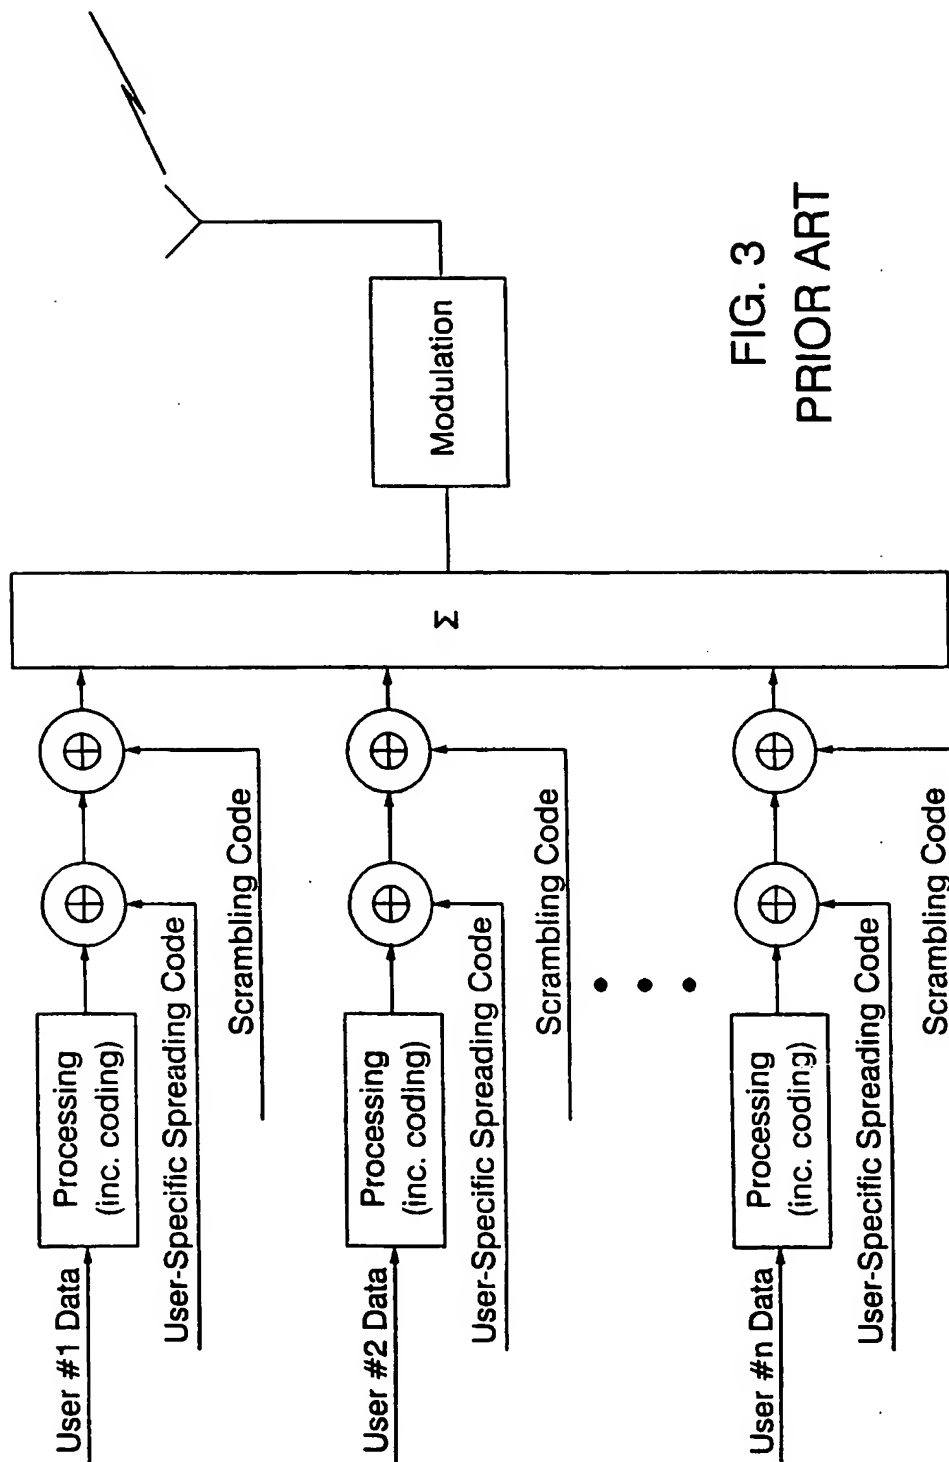 User #1 Data
Processing
(inc. coding)
User-Specific Spreading Code
Scrambling Code
User #2 Data
Processing
(inc. coding)
User-Specific Spreading Code
Scrambling Code
User #n Data
Processing
(inc. coding)
User-Specific Spreading Code
Scrambling Code
Σ
Modulation
FIG. 3
PRIOR ART